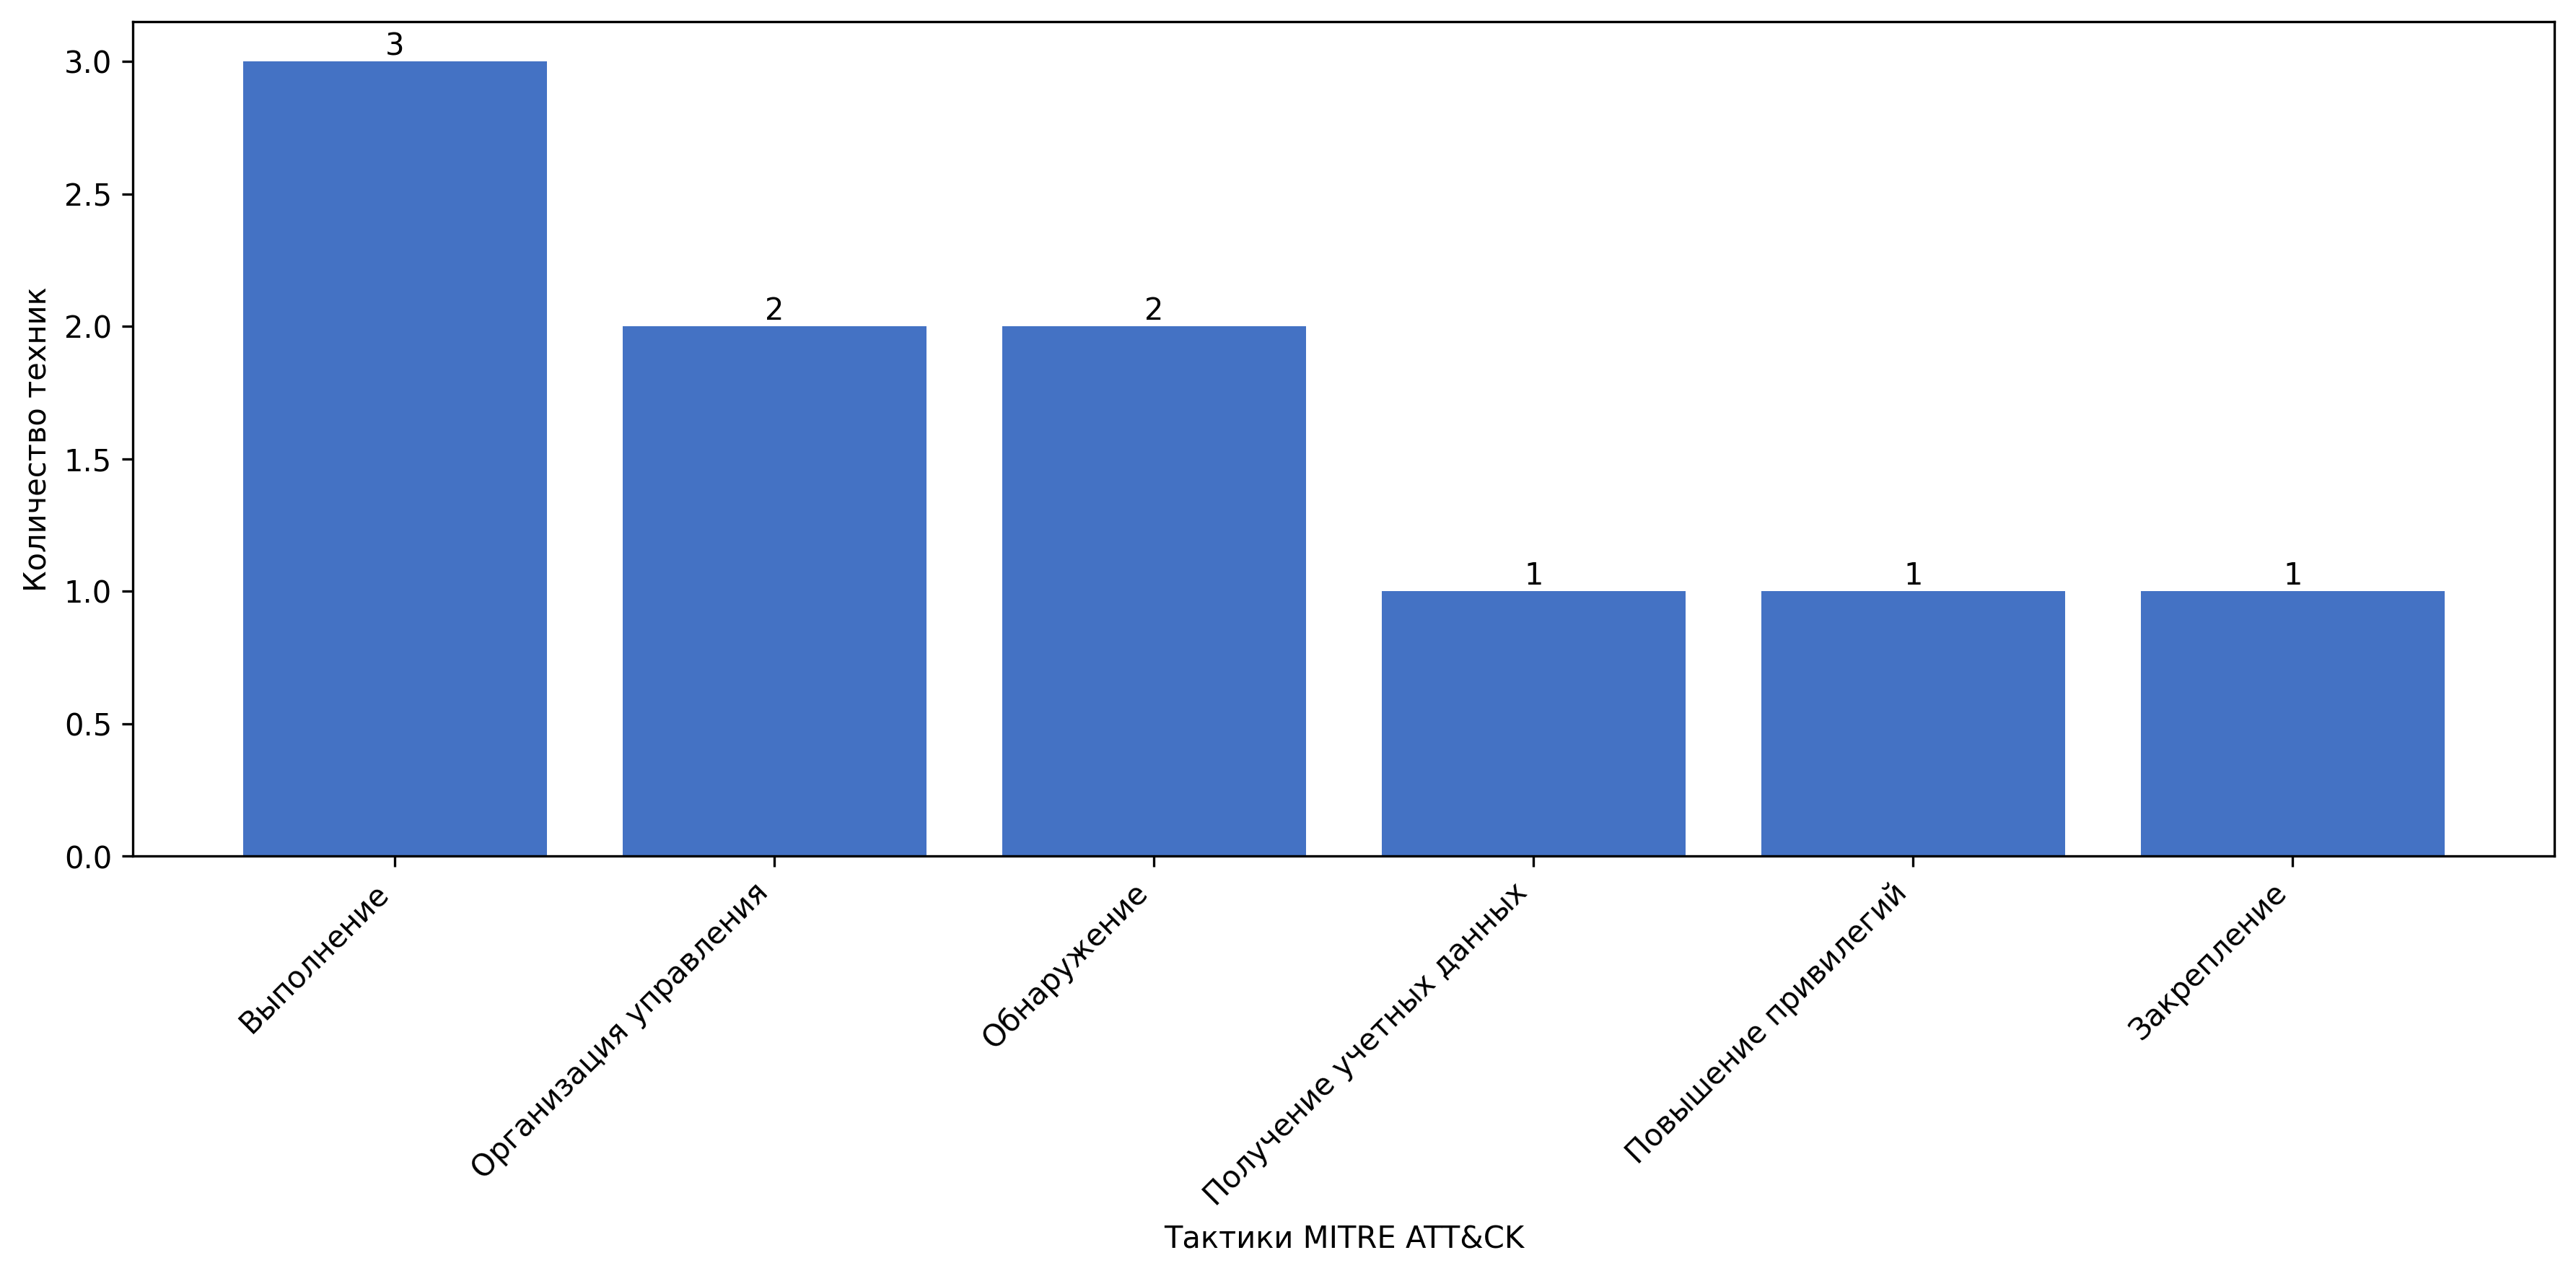 Количество техник
3.0
2.5
2.0
1.5
1.0
0.5
0.0
3
2
2
1
1
1
Выполнение
Организация управления
Обнаружение
Получение учетных данных
Повышение привилегий
Закрепление
Тактики MITRE ATT&CK